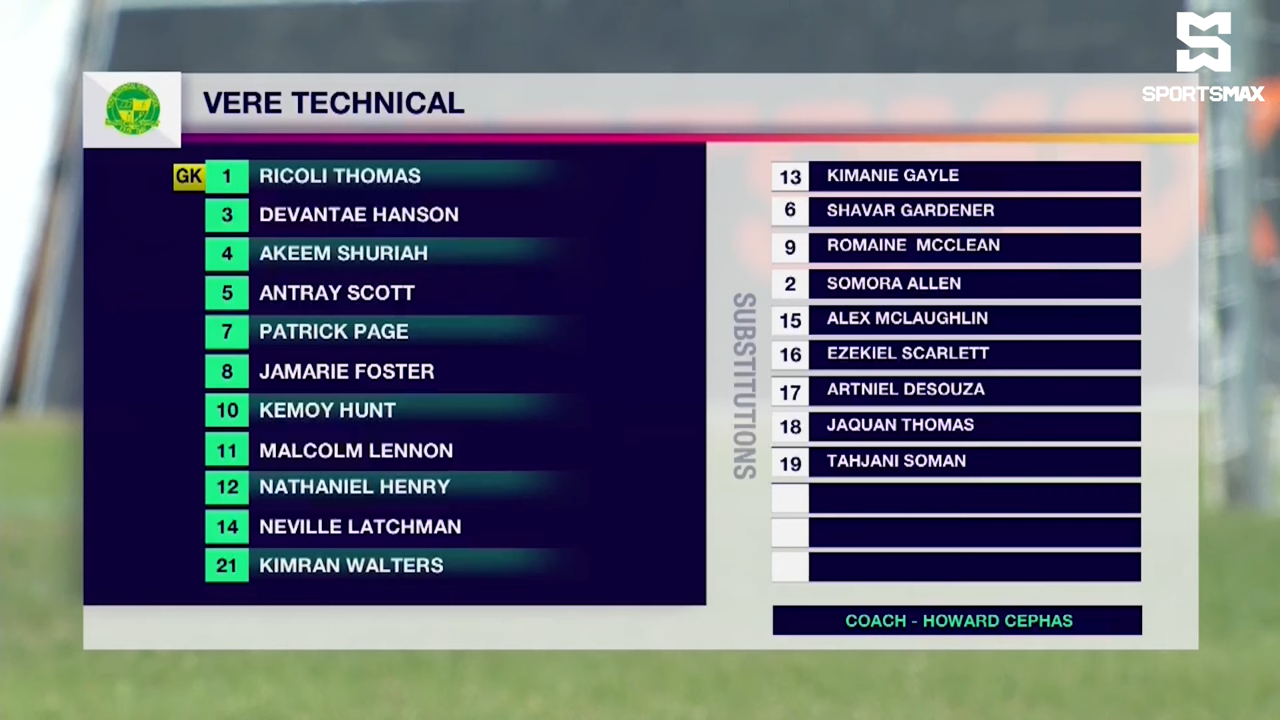 SPORTSMAX
VERE TECHNICAL
GK 1 RICOLI THOMAS
3 DEVANTAE HANSON
4 AKEEM SHURIAH
5 ANTRAY SCOTT
7 PATRICK PAGE
8 JAMARIE FOSTER
10 KEMOY HUNT
11 MALCOLM LENNON
12 NATHANIEL HENRY
14 NEVILLE LATCHMAN
21 KIMRAN WALTERS
SUBSTITUTIONS
13 KIMANIE GAYLE
6 SHAVAR GARDENER
9 ROMAINE MCCLEAN
2 SOMORA ALLEN
15 ALEX MCLAUGHLIN
16 EZEKIEL SCARLETT
17 ARTNIEL DESOUZA
18 JAQUAN THOMAS
19 TAHJANI SOMAN
COACH - HOWARD CEPHAS